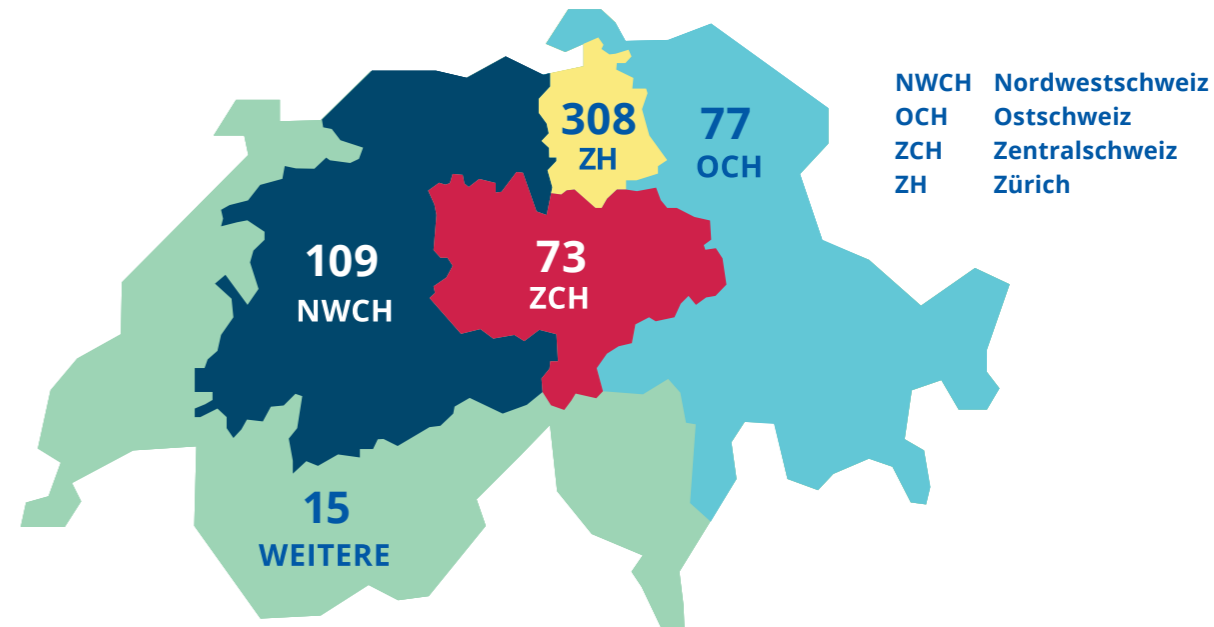 308
ZH
77
OCH
109
NWCH
73
ZCH
15
WEITERE
NWCH Nordwestschweiz
OCH Ostschweiz
ZCH Zentralschweiz
ZH Zürich